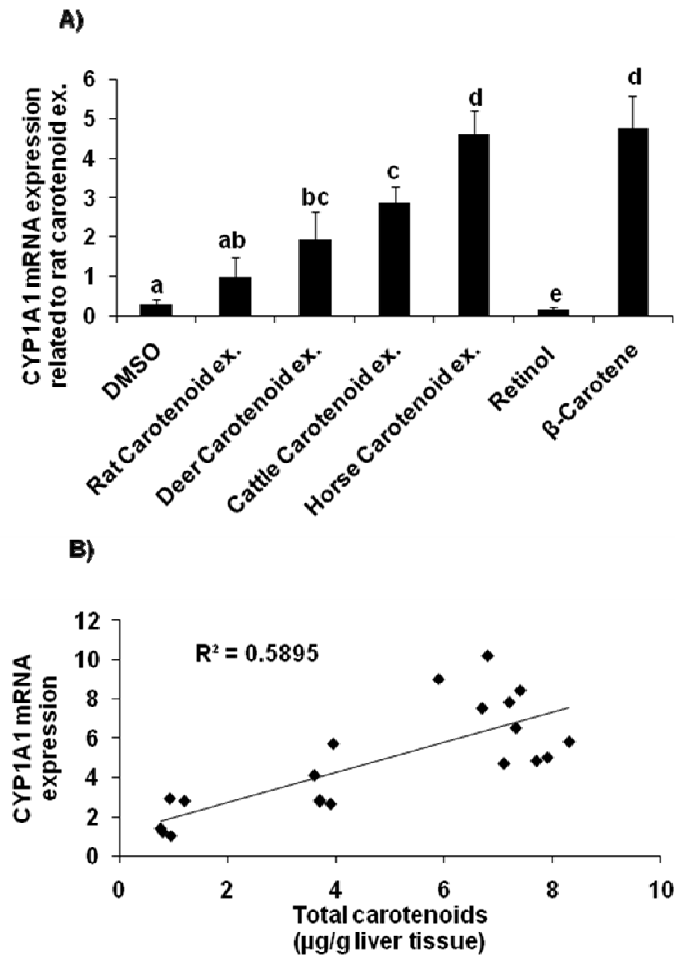 A)
CYP1A1 mRNA expression
related to rat carotenoid ex.
6
5
4
3
2
1
0
a
ab
bc
c
d
e
d
DMSO
Rat Carotenoid ex.
Deer Carotenoid ex.
Cattle Carotenoid ex.
Horse Carotenoid ex.
Retinol
β-Carotene
B)
CYP1A1 mRNA
expression
12
10
8
6
4
2
0
R² = 0.5895
0 2 4 6 8 10
Total carotenoids
(µg/g liver tissue)